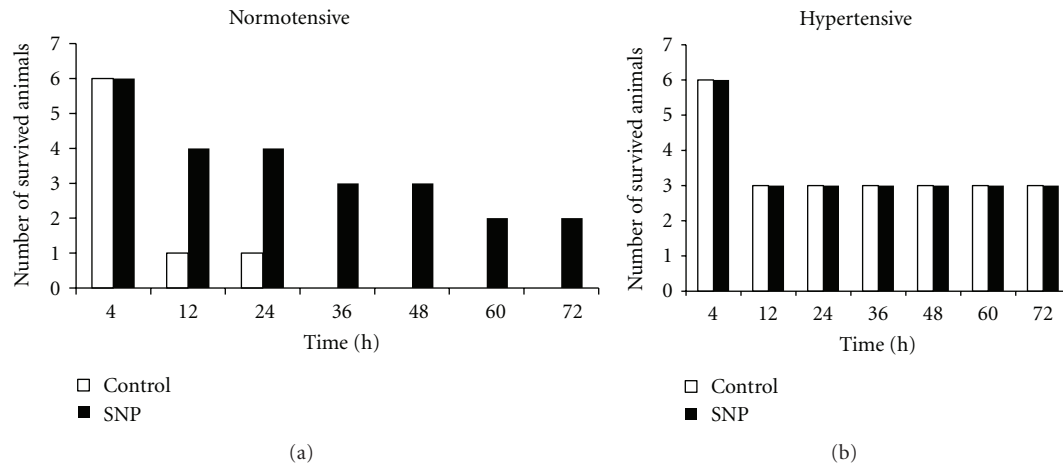 Normotensive
Number of survived animals
7
6
5
4
3
2
1
0
4 12 24 36 48 60 72
Time (h)
Control
SNP
(a)
Hypertensive
Number of survived animals
7
6
5
4
3
2
1
0
4 12 24 36 48 60 72
Time (h)
Control
SNP
(b)